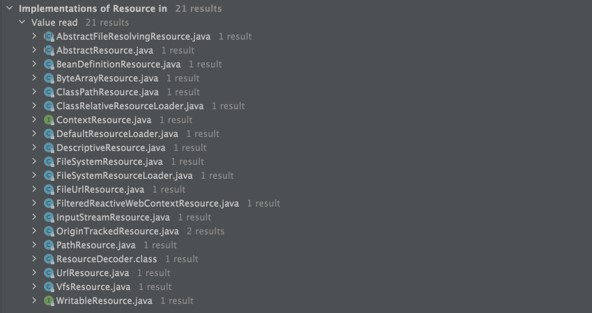 Implementations of Resource in 21 results
Value read 21 results
AbstractFileResolvingResource.java 1 result
AbstractResource.java 1 result
BeanDefinitionResource.java 1 result
ByteArrayResource.java 1 result
ClassPathResource.java 1 result
ClassRelativeResourceLoader.java 1 result
ContextResource.java 1 result
DefaultResourceLoader.java 1 result
DescriptiveResource.java 1 result
FileSystemResource.java 1 result
FileSystemResourceLoader.java 1 result
FileUrlResource.java 1 result
FilteredReactiveWebContextResource.java 1 result
InputStreamResource.java 1 result
OriginTrackedResource.java 2 results
PathResource.java 1 result
ResourceDecoder.class 1 result
UrlResource.java 1 result
VfsResource.java 1 result
WritableResource.java 1 result